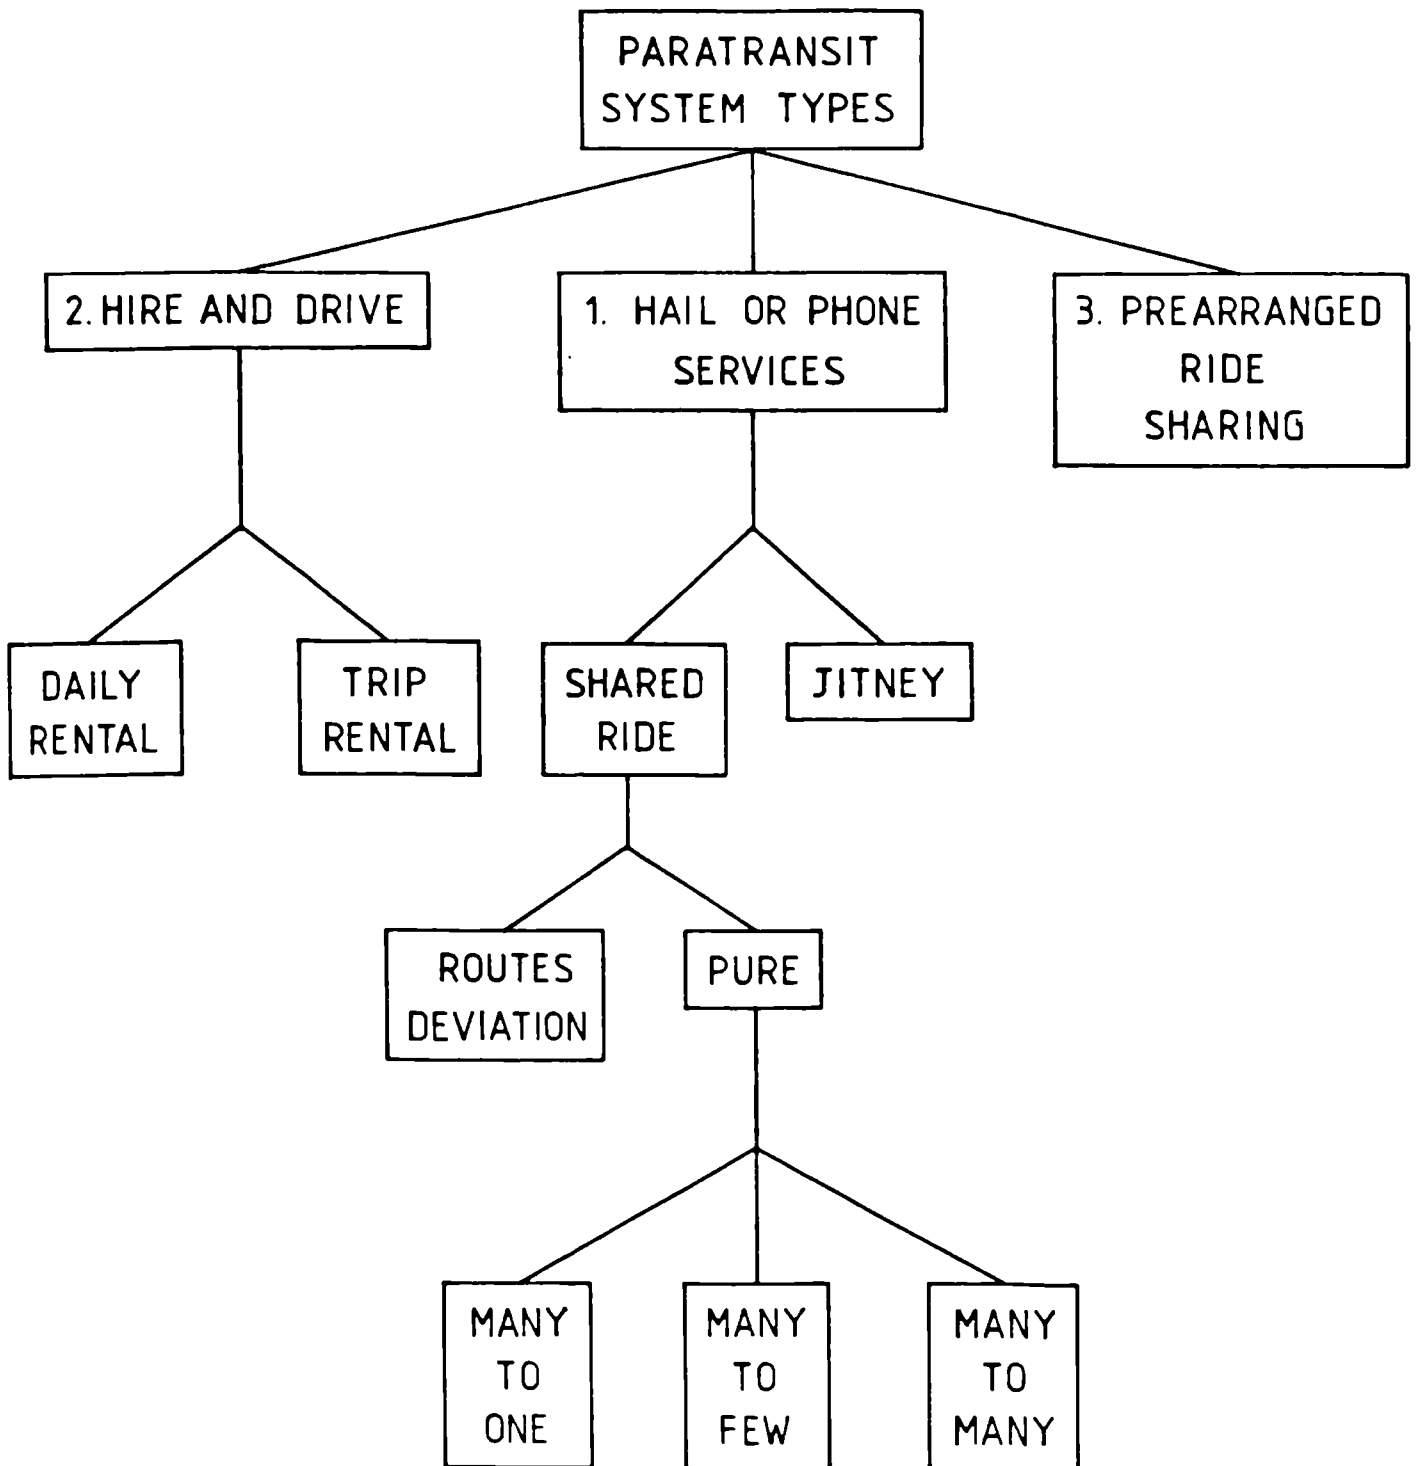 PARATRANSIT
SYSTEM TYPES
2. HIRE AND DRIVE
1. HAIL OR PHONE
SERVICES
3. PREARRANGED
RIDE
SHARING
DAILY
RENTAL
TRIP
RENTAL
SHARED
RIDE
JITNEY
ROUTES
DEVIATION
PURE
MANY
TO
ONE
MANY
TO
FEW
MANY
TO
MANY